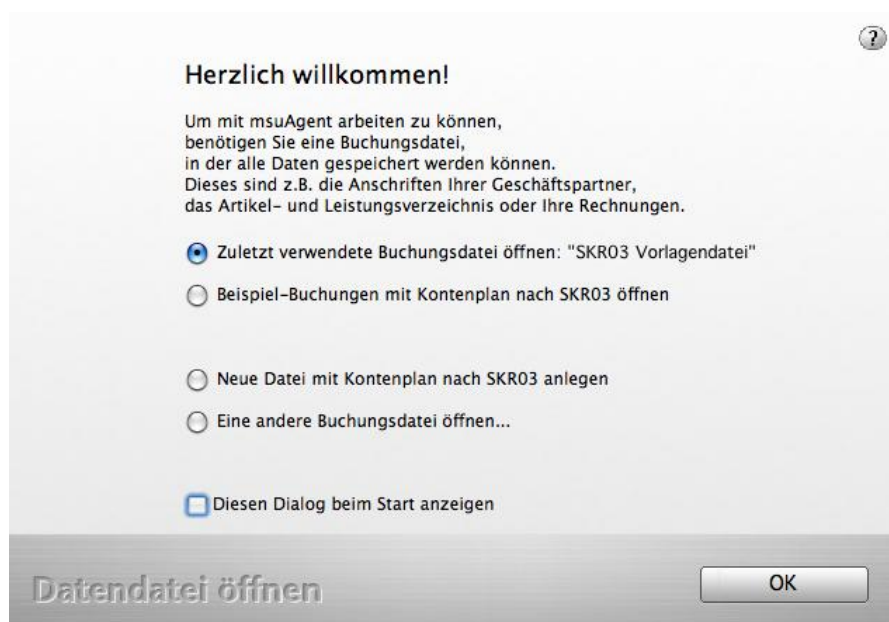 ?
Herzlich willkommen!
Um mit msuAgent arbeiten zu können,
benötigen Sie eine Buchungsdatei,
in der alle Daten gespeichert werden können.
Dieses sind z.B. die Anschriften Ihrer Geschäftspartner,
das Artikel- und Leistungsverzeichnis oder Ihre Rechnungen.
Zuletzt verwendete Buchungsdatei öffnen: "SKR03 Vorlagendatei"
Beispiel-Buchungen mit Kontenplan nach SKR03 öffnen
Neue Datei mit Kontenplan nach SKR03 anlegen
Eine andere Buchungsdatei öffnen...
Diesen Dialog beim Start anzeigen
Datendatei öffnen
OK